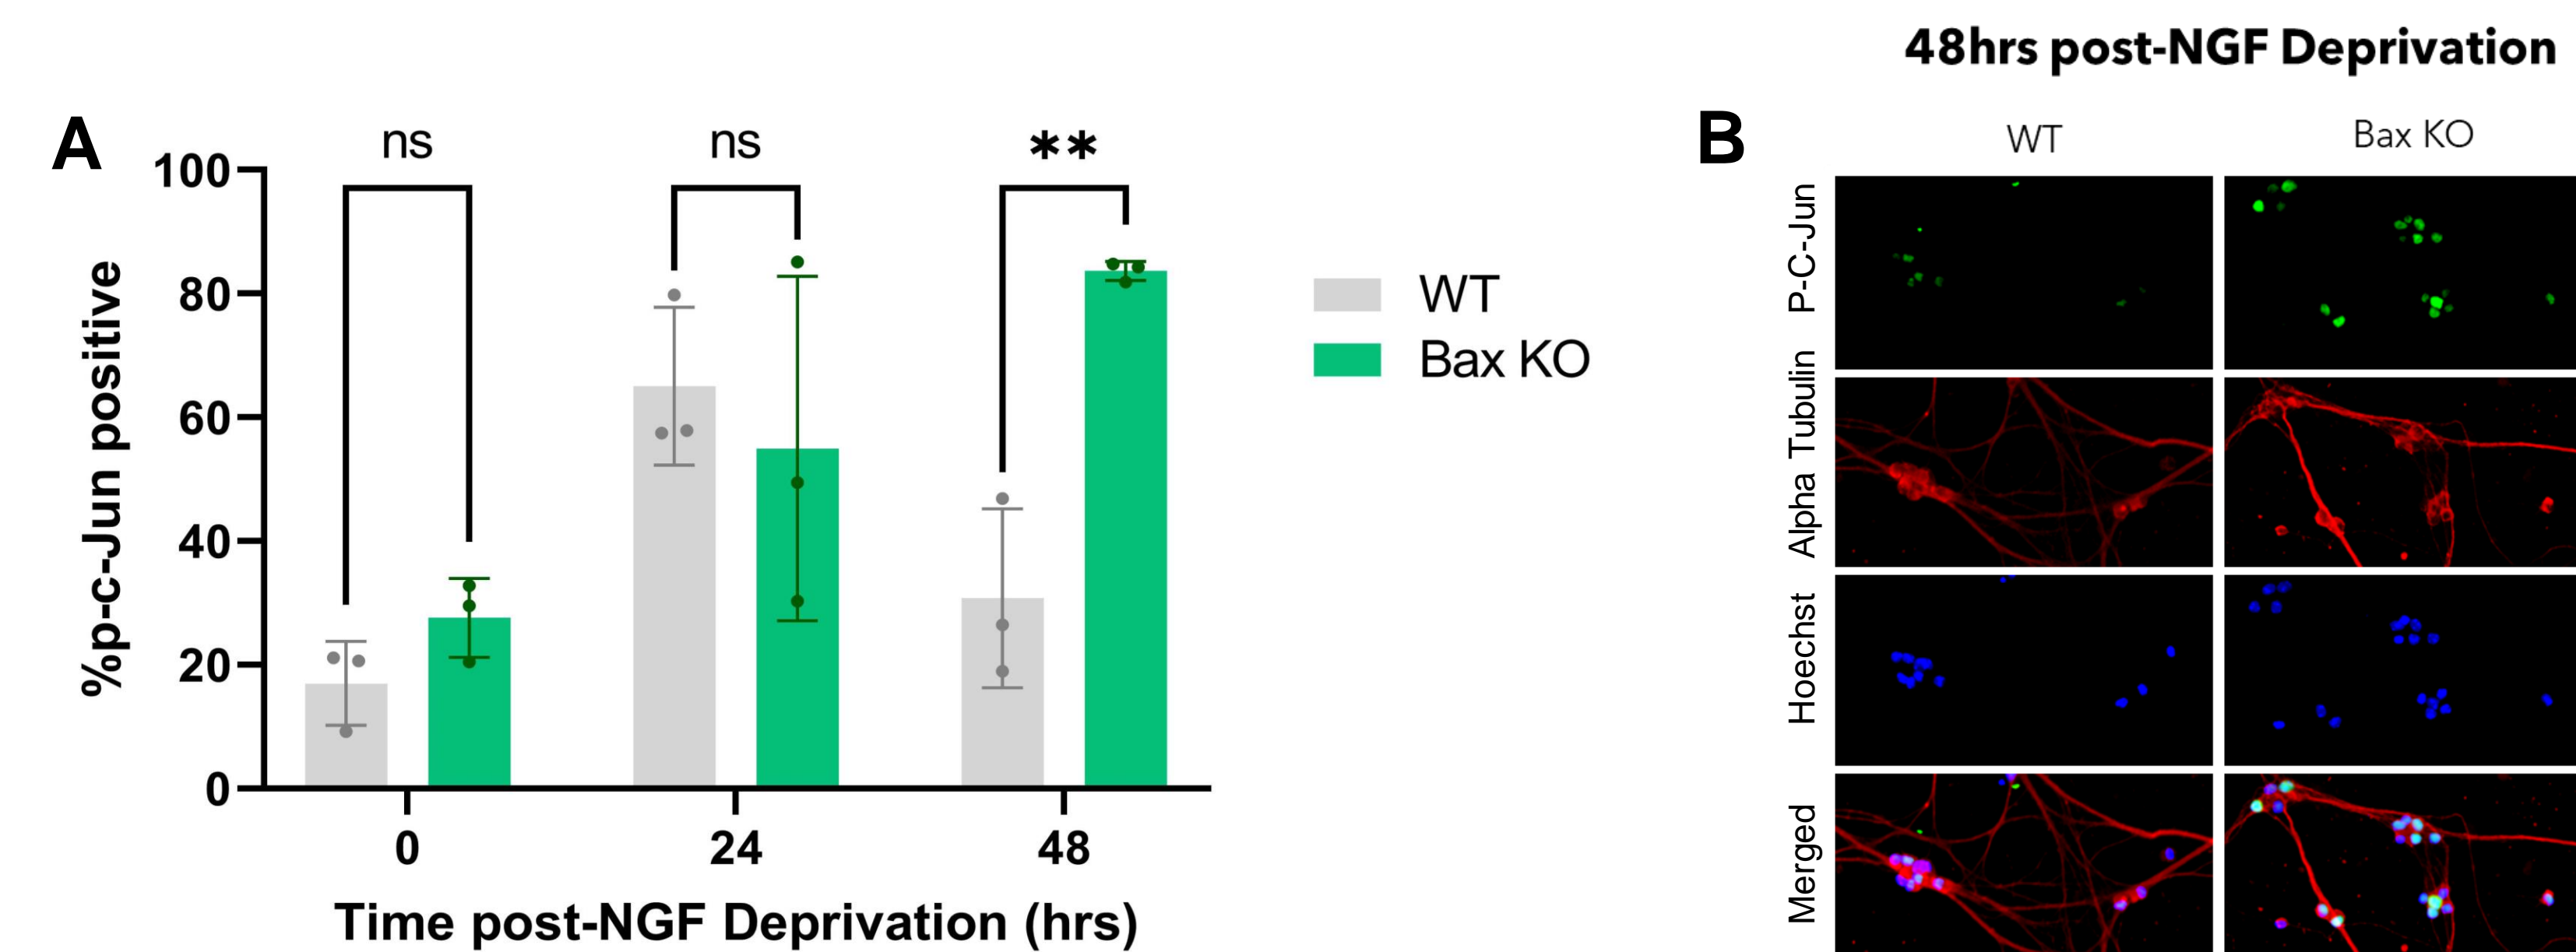 A
ns
ns
**
100
80
60
40
20
0
%p-c-Jun positive
0
24
48
Time post-NGF Deprivation (hrs)
WT
Bax KO
48hrs post-NGF Deprivation
B
WT
Bax KO
P-C-Jun
Alpha Tubulin
Hoechst
Merged